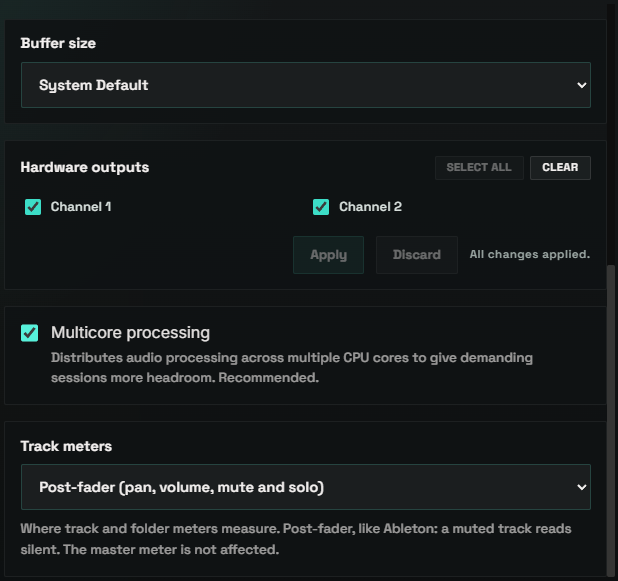 Buffer size
System Default
Hardware outputs
SELECT ALL
CLEAR
Channel 1
Channel 2
Apply
Discard
All changes applied.
Multicore processing
Distributes audio processing across multiple CPU cores to give demanding
sessions more headroom. Recommended.
Track meters
Post-fader (pan, volume, mute and solo)
Where track and folder meters measure. Post-fader, like Ableton: a muted track reads
silent. The master meter is not affected.